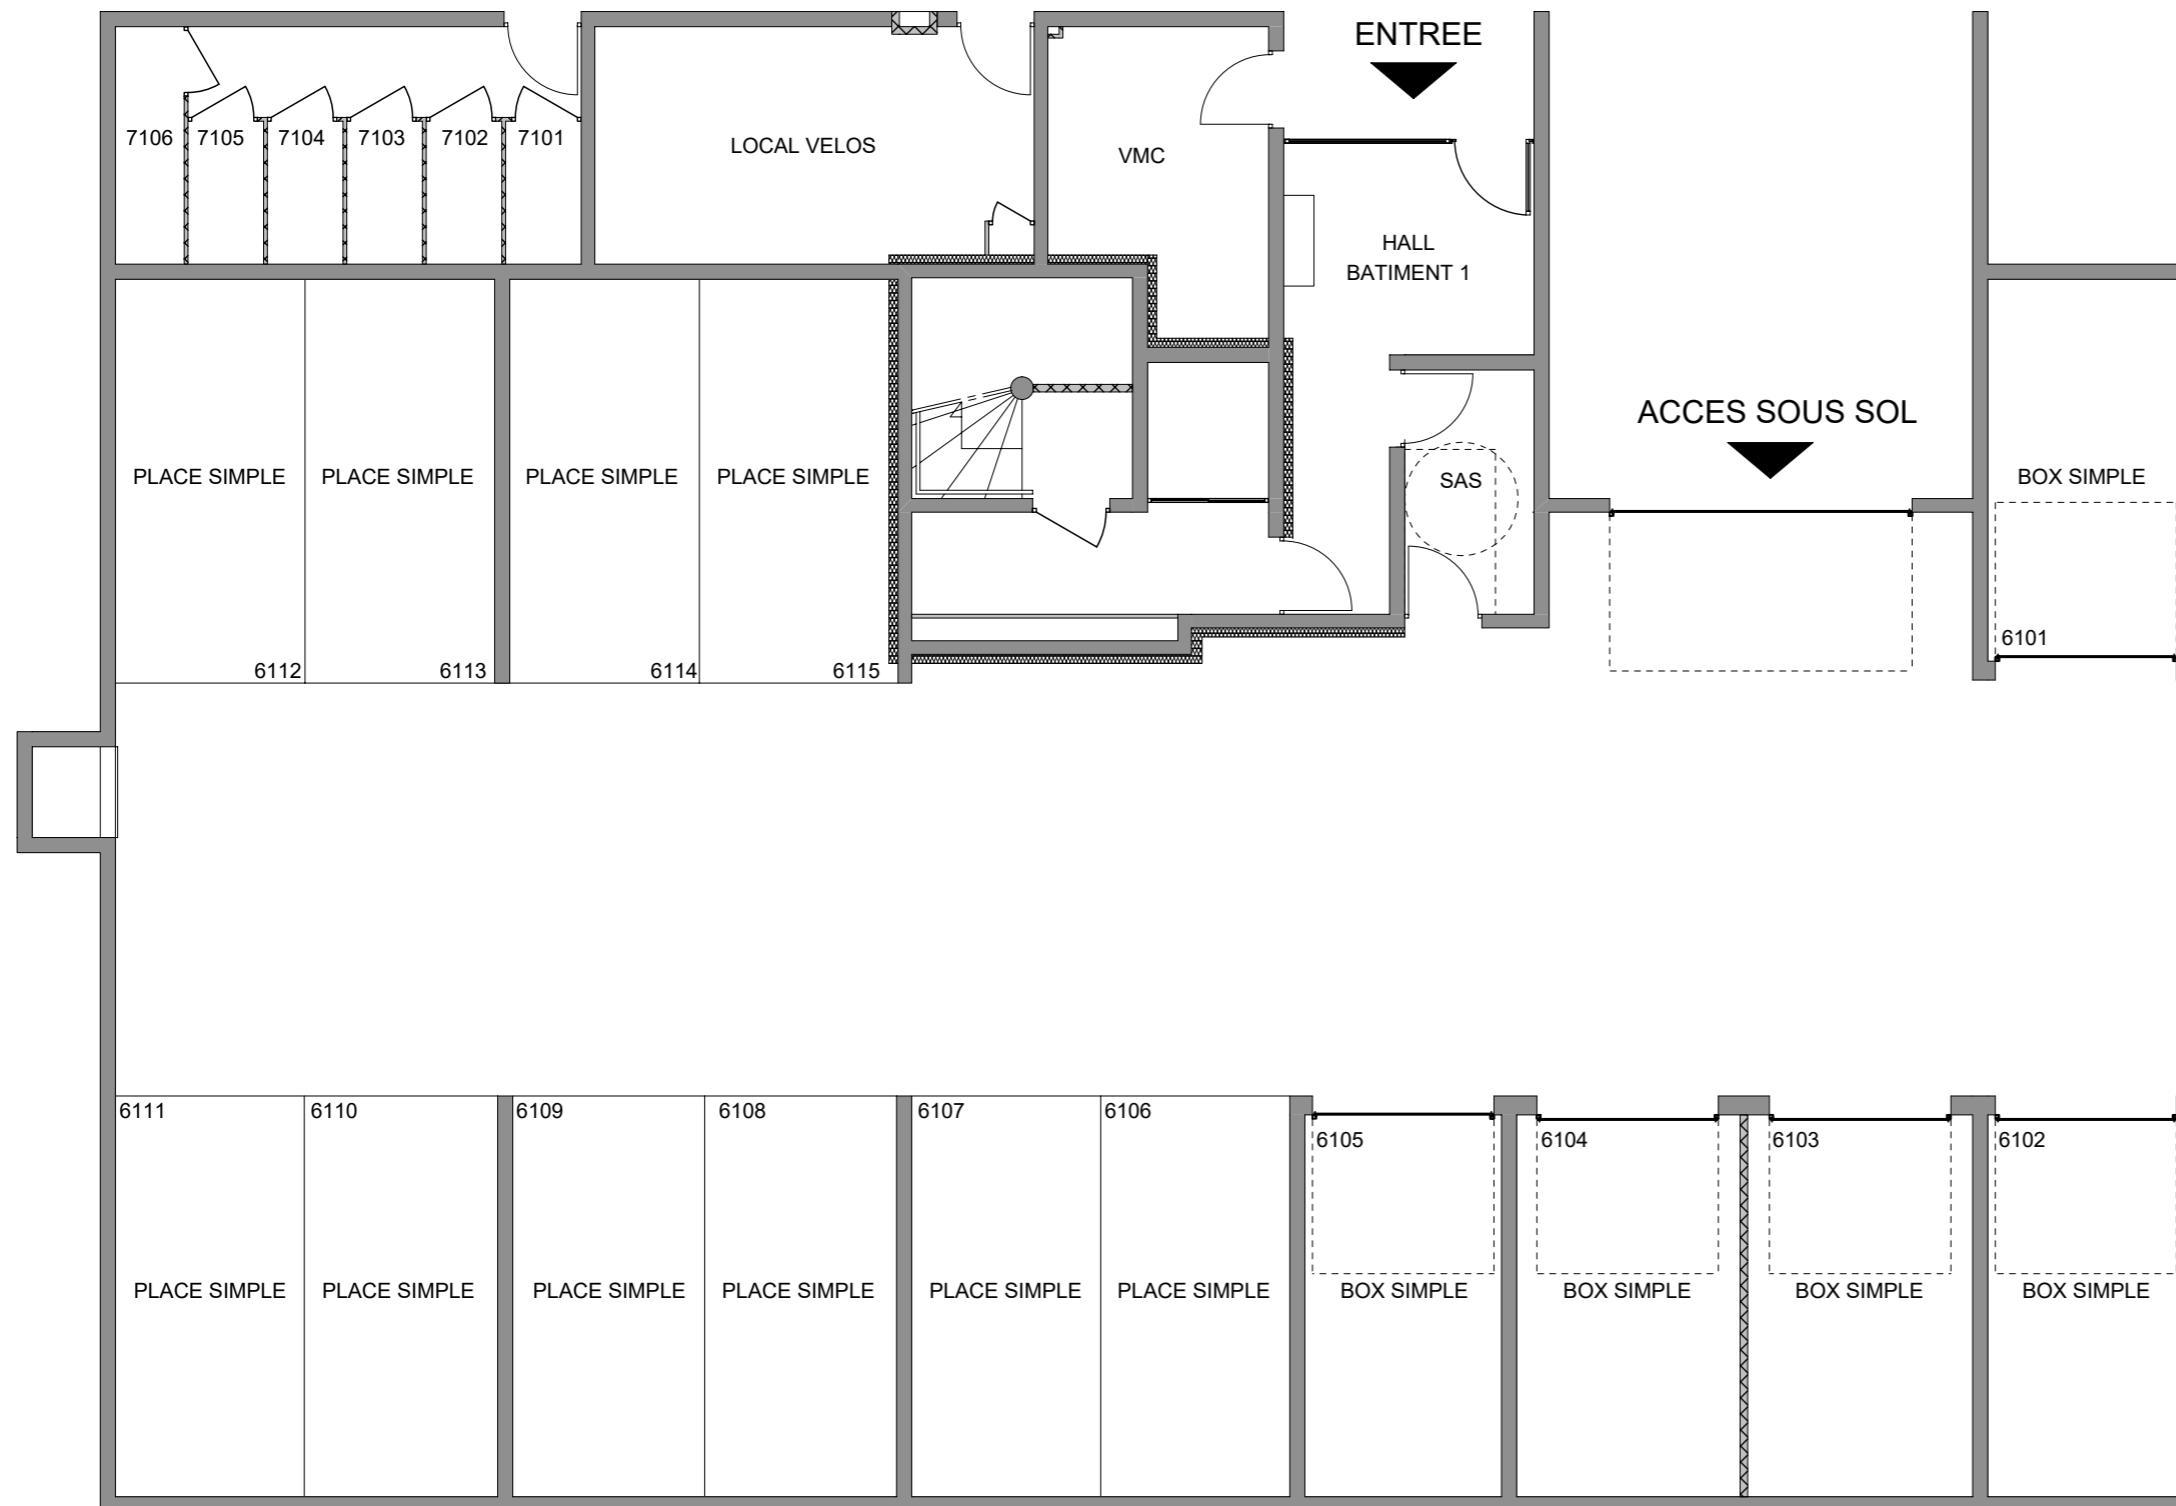 ENTREE
7106
7105
7104
7103
7102
7101
LOCAL VELOS
VMC
HALL
BATIMENT 1
ACCES SOUS SOL
PLACE SIMPLE
PLACE SIMPLE
PLACE SIMPLE
PLACE SIMPLE
SAS
BOX SIMPLE
6101
6112
6113
6114
6115
6111
6110
6109
6108
6107
6106
6105
6104
6103
6102
PLACE SIMPLE
PLACE SIMPLE
PLACE SIMPLE
PLACE SIMPLE
PLACE SIMPLE
PLACE SIMPLE
BOX SIMPLE
BOX SIMPLE
BOX SIMPLE
BOX SIMPLE